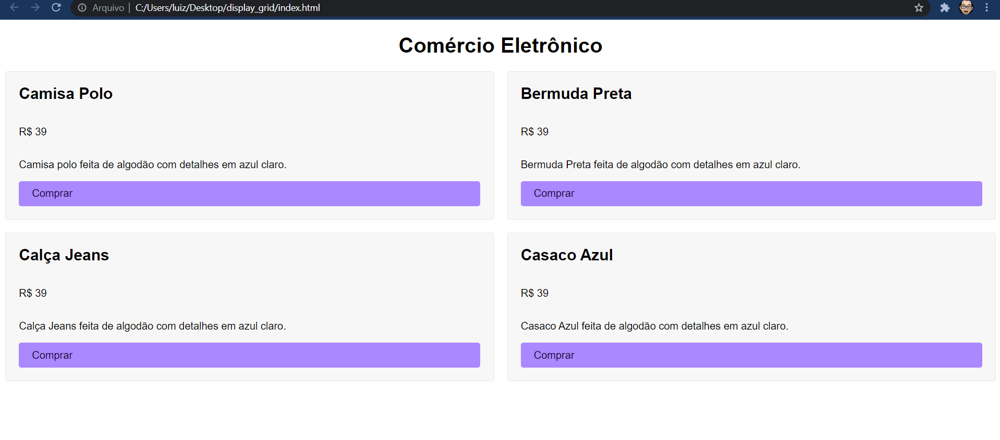 Arquivo | C:/Users/luiz/Desktop/display_grid/index.html
Comércio Eletrônico
Camisa Polo
R$ 39
Camisa polo feita de algodão com detalhes em azul claro.
Comprar
Bermuda Preta
R$ 39
Bermuda Preta feita de algodão com detalhes em azul claro.
Comprar
Calça Jeans
R$ 39
Calça Jeans feita de algodão com detalhes em azul claro.
Comprar
Casaco Azul
R$ 39
Casaco Azul feita de algodão com detalhes em azul claro.
Comprar